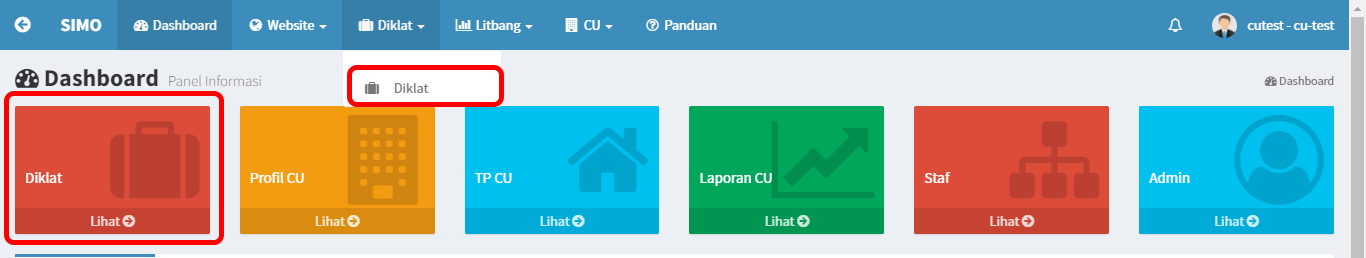 SIMO Dashboard Website Diklat Litbang CU Panduan cutest - cu-test
Dashboard Panel Informasi Diklat Dashboard
Diklat Profil CU TP CU Laporan CU Staf Admin
Lihat Lihat Lihat Lihat Lihat Lihat